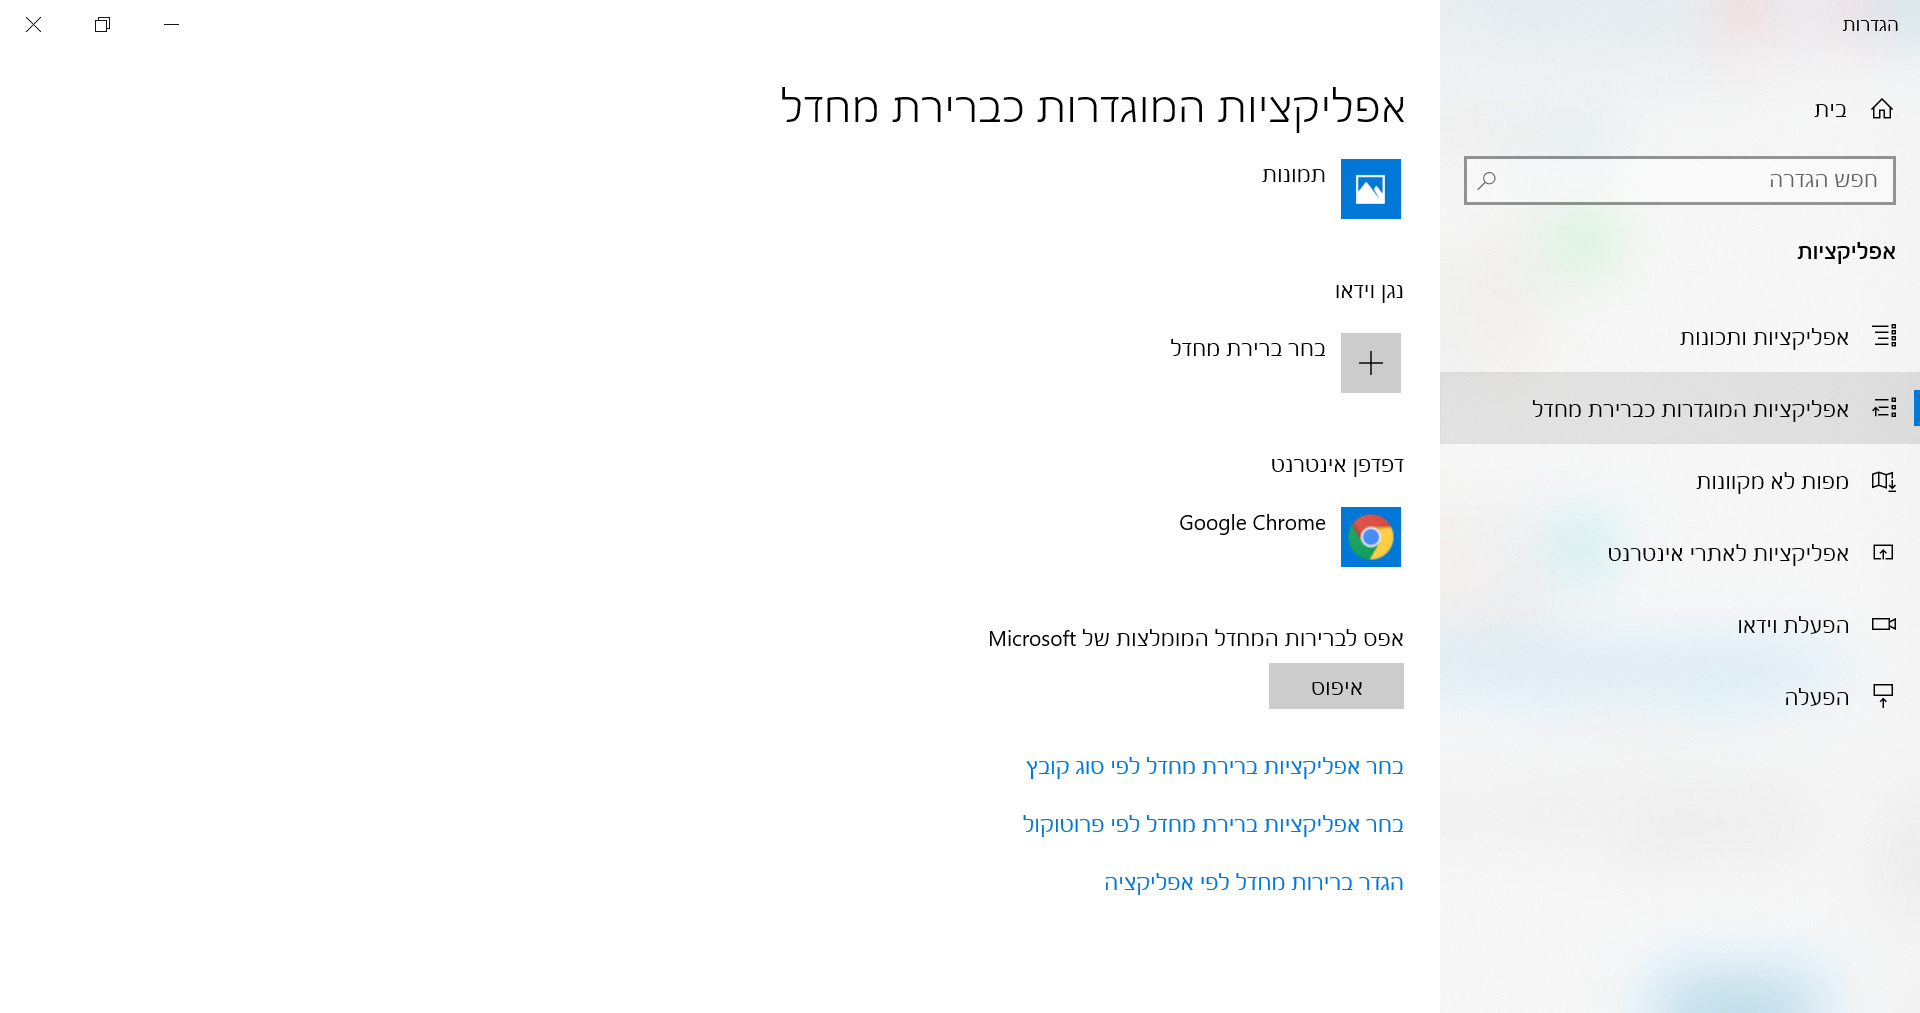 הגדרות
בית
חפש הגדרה
אפליקציות
אפליקציות ותכונות
אפליקציות המוגדרות כברירת מחדל
מפות לא מקוונות
אפליקציות לאתרי אינטרנט
הפעלת וידאו
הפעלה
אפליקציות המוגדרות כברירת מחדל
תמונות
נגן וידאו
בחר ברירת מחדל
דפדפן אינטרנט
Google Chrome
אפס לברירות המחדל המומלצות של Microsoft
איפוס
בחר אפליקציות ברירת מחדל לפי סוג קובץ
בחר אפליקציות ברירת מחדל לפי פרוטוקול
הגדר ברירות מחדל לפי אפליקציה